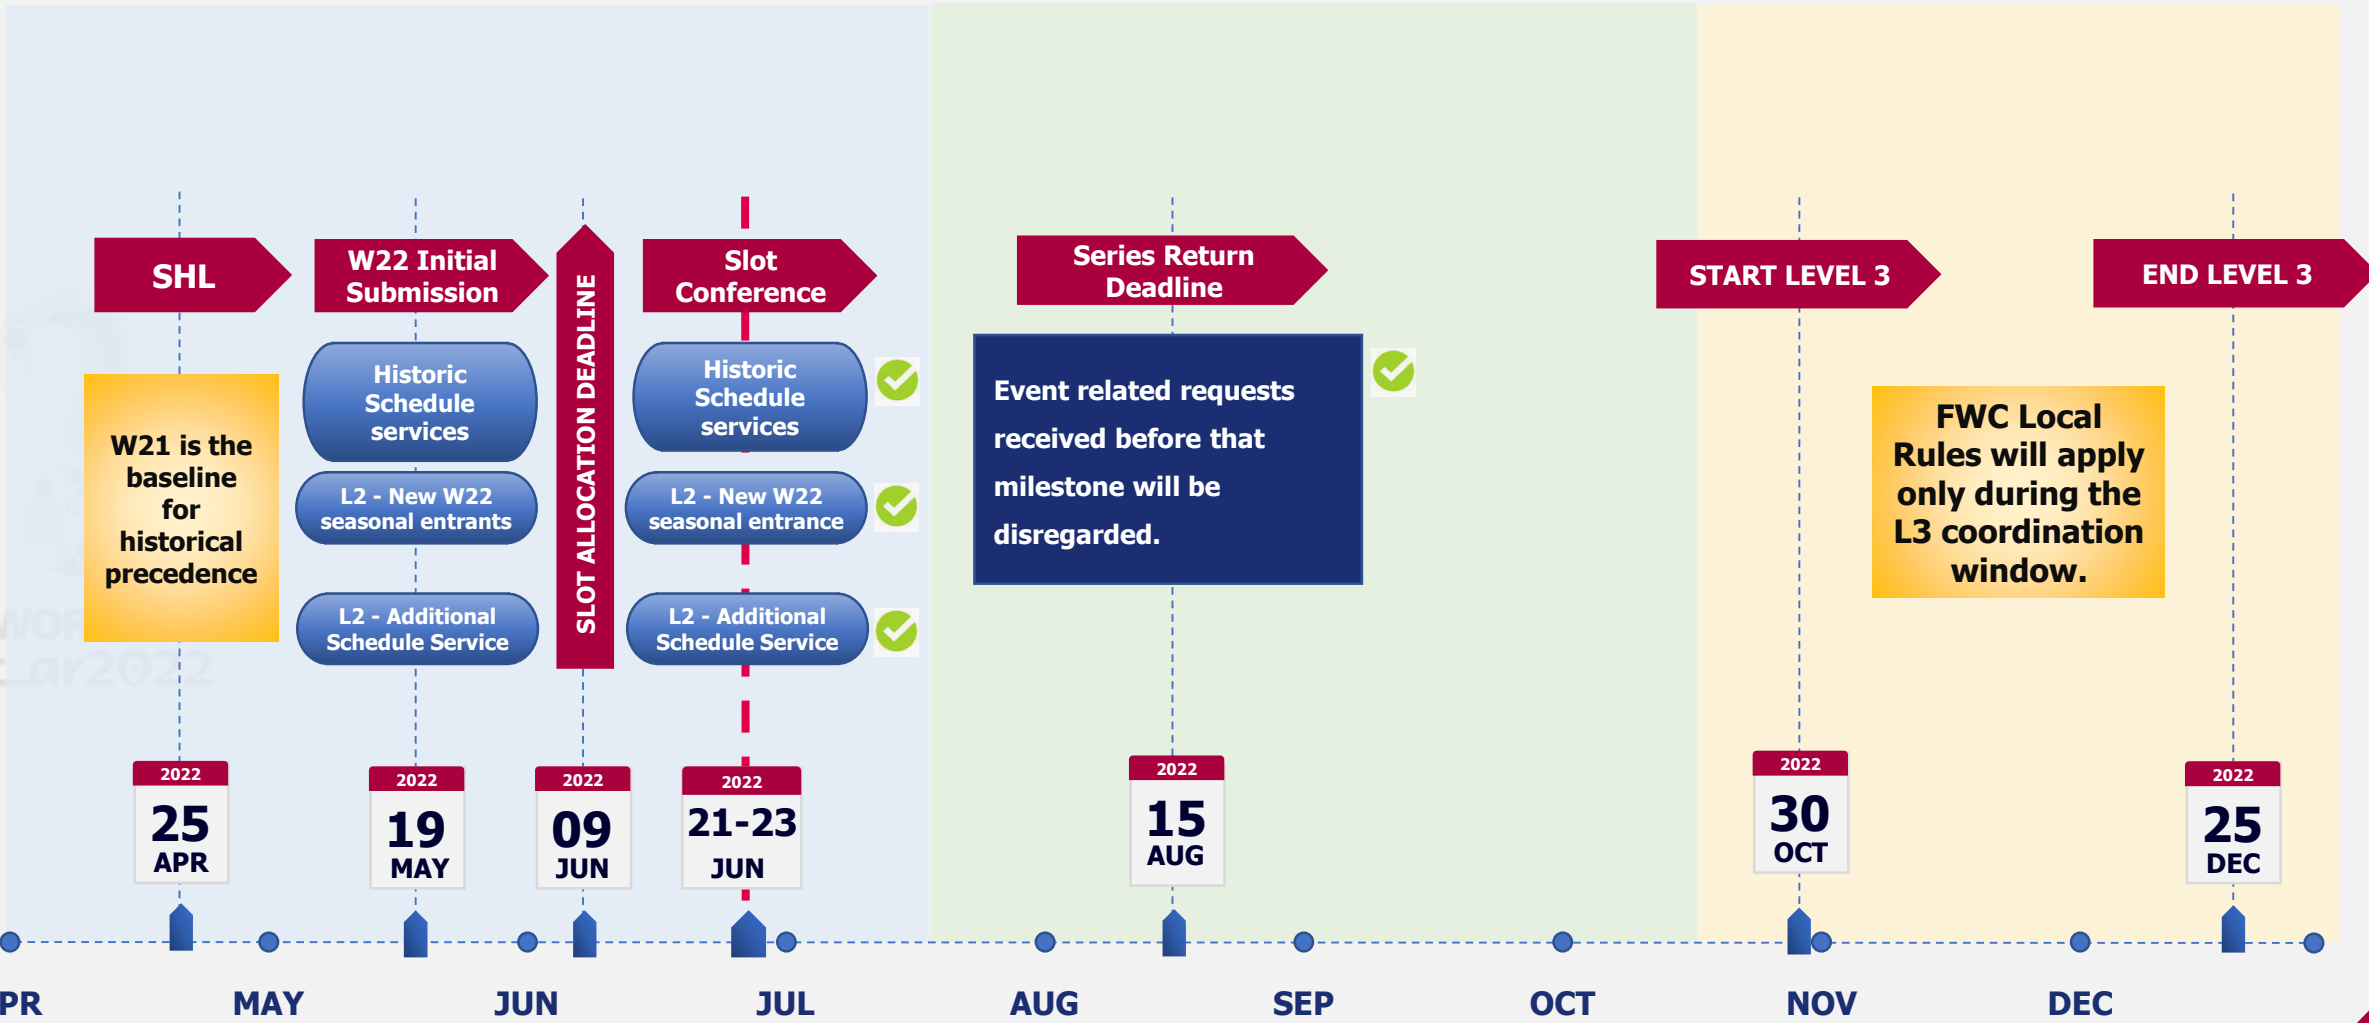 SHL
W21 is the
baseline
for
historical
precedence
2022
25
APR
W22 Initial
Submission
Historic
Schedule
services
L2 - New W22
seasonal entrants
L2 - Additional
Schedule Service
2022
19
MAY
SLOT ALLOCATION DEADLINE
2022
09
JUN
Slot
Conference
Historic
Schedule
services
L2 - New W22
seasonal entrance
L2 - Additional
Schedule Service
2022
21-23
JUN
Series Return
Deadline
Event related requests
received before that
milestone will be
disregarded.
2022
15
AUG
START LEVEL 3
2022
30
OCT
FWC Local
Rules will apply
only during the
L3 coordination
window.
END LEVEL 3
2022
25
DEC
WOR
ar2022
PR MAY JUN JUL AUG SEP OCT NOV DEC